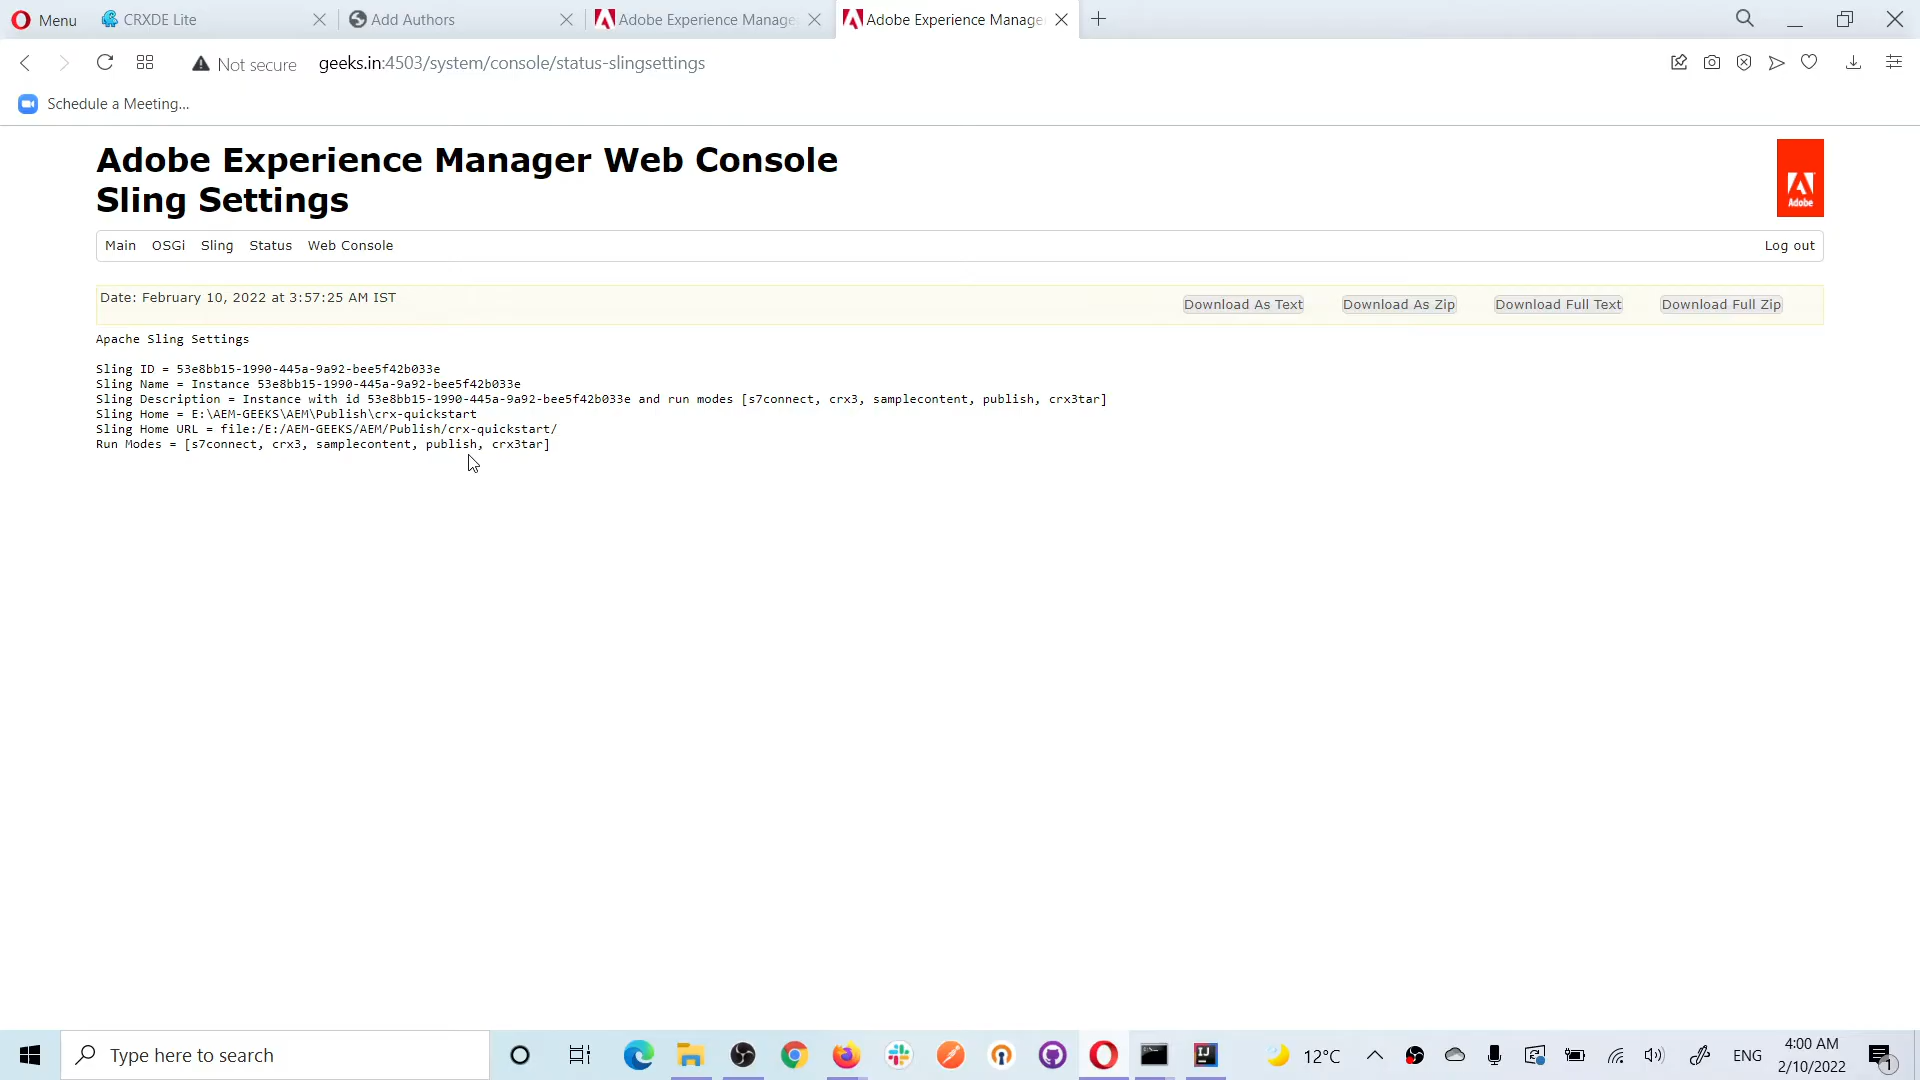 Menu
CRXDE Lite
Add Authors
Adobe Experience Manage
Adobe Experience Manage
Not secure
geeks.in:4503/system/console/status-slingsettings
Schedule a Meeting...
Adobe Experience Manager Web Console
Sling Settings
Adobe
Main OSGi Sling Status Web Console
Log out
Date: February 10, 2022 at 3:57:25 AM IST
Download As Text
Download As Zip
Download Full Text
Download Full Zip
Apache Sling Settings
Sling ID = 53e8bb15-1990-445a-9a92-bee5f42b033e
Sling Name = Instance 53e8bb15-1990-445a-9a92-bee5f42b033e
Sling Description = Instance with id 53e8bb15-1990-445a-9a92-bee5f42b033e and run modes [s7connect, crx3, samplecontent, publish, crx3tar]
Sling Home = E:\AEM-GEEKS\AEM\Publish\crx-quickstart
Sling Home URL = file:/E:/AEM-GEEKS/AEM/Publish/crx-quickstart/
Run Modes = [s7connect, crx3, samplecontent, publish, crx3tar]
Type here to search
12°C
ENG
4:00 AM
2/10/2022
1